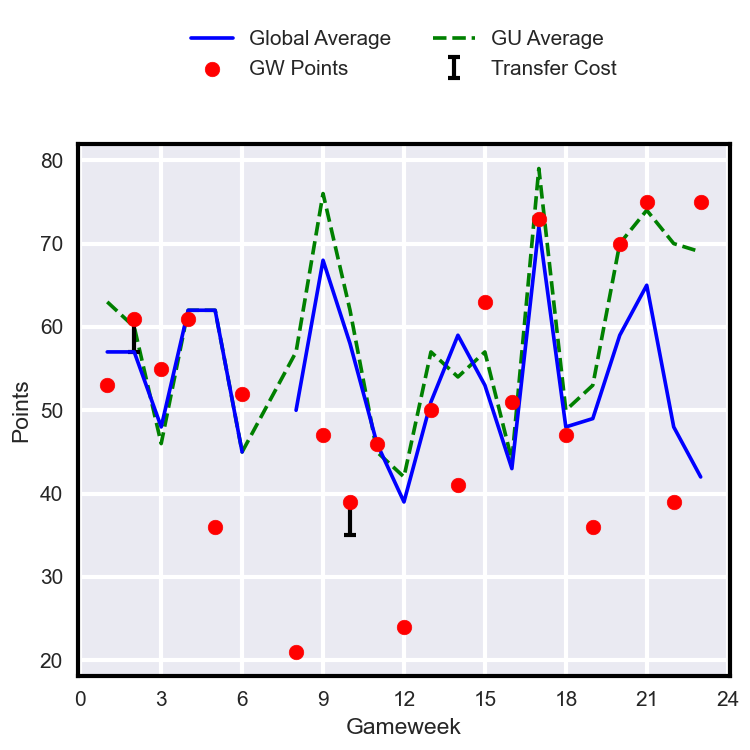 Global Average
GU Average
GW Points
Transfer Cost
80
70
60
50
40
30
20
Points
0 3 6 9 12 15 18 21 24
Gameweek